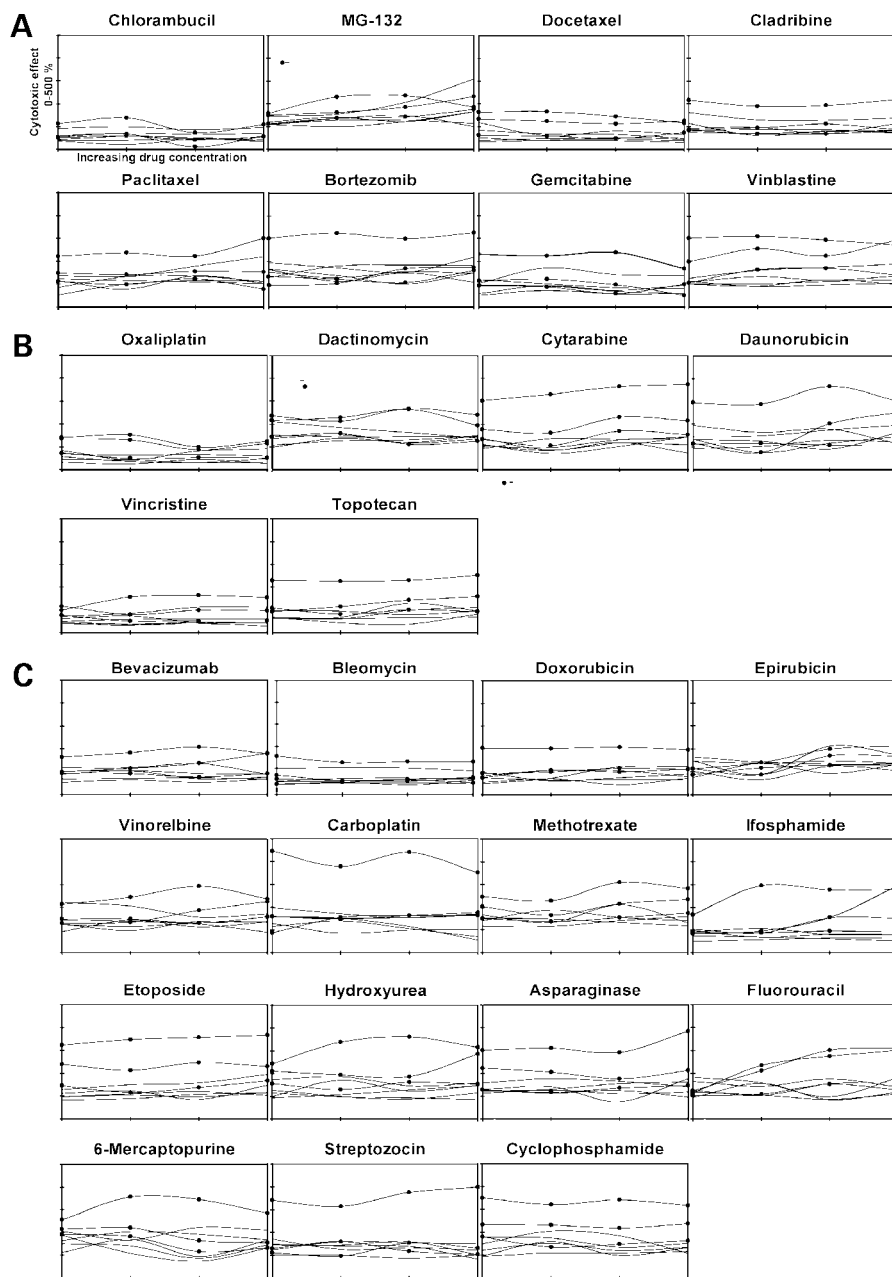 A
Chlorambucil MG-132 Docetaxel Cladribine
Cytotoxic effect
0-500 %
Increasing drug concentration
Paclitaxel Bortezomib Gemcitabine Vinblastine
B
Oxaliplatin Dactinomycin Cytarabine Daunorubicin
Vincristine Topotecan
C
Bevacizumab Bleomycin Doxorubicin Epirubicin
Vinorelbine Carboplatin Methotrexate Ifosphamide
Etoposide Hydroxyurea Asparaginase Fluorouracil
6-Mercaptopurine Streptozocin Cyclophosphamide